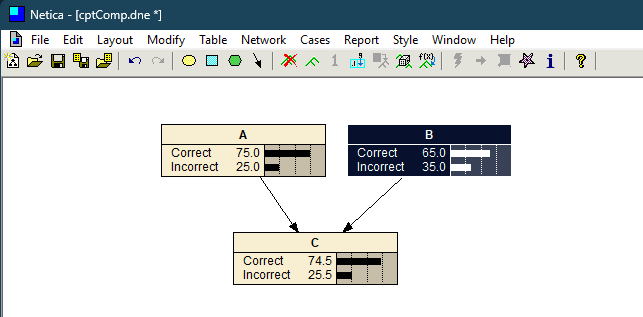 Netica - [cptComp.dne *]
File Edit Layout Modify Table Network Cases Report Style Window Help
1 f(x) i ?
A B
Correct 75.0 Correct 65.0
Incorrect 25.0 Incorrect 35.0
C
Correct 74.5
Incorrect 25.5